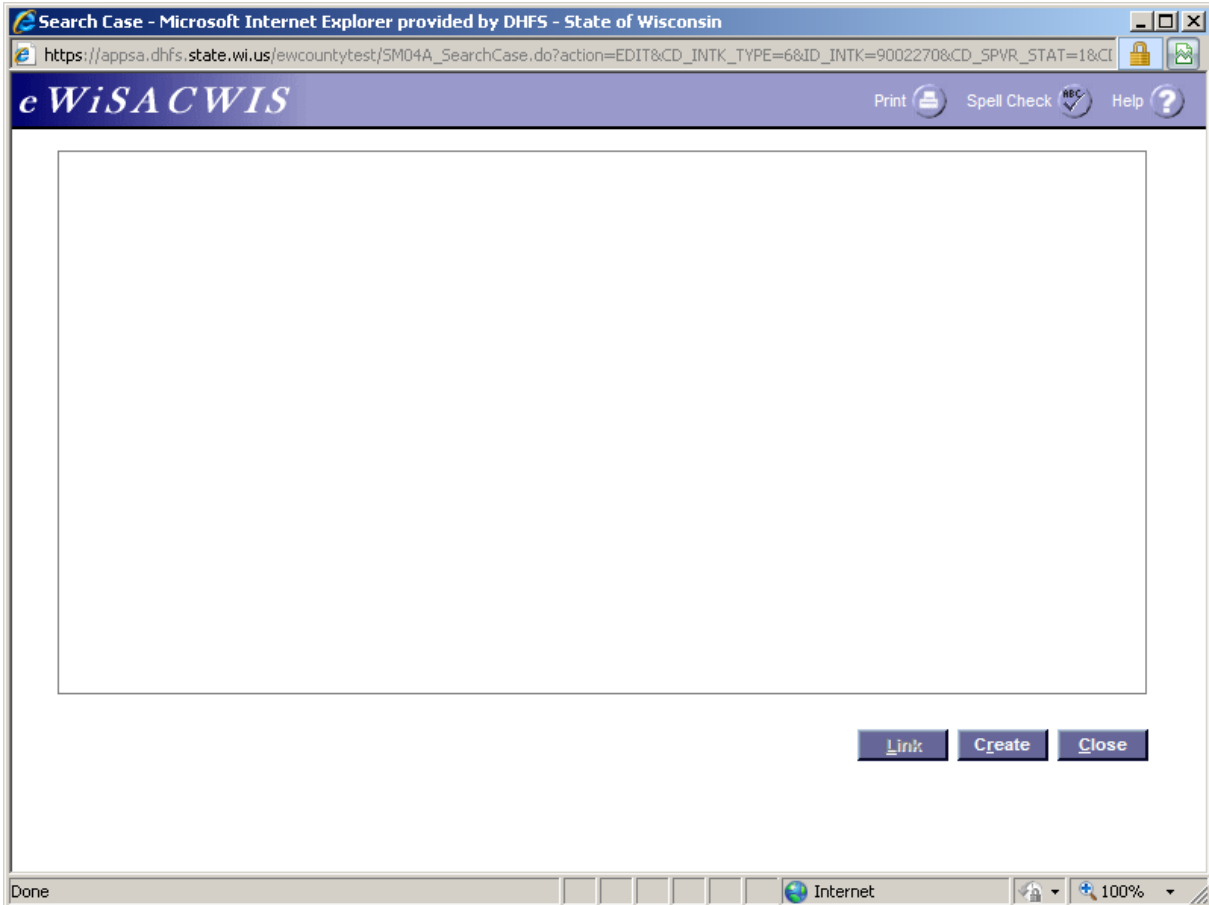 Search Case - Microsoft Internet Explorer provided by DHFS - State of Wisconsin
https://appsa.dhfs.state.wi.us/ewcountytest/SM04A_SearchCase.do?action=EDIT&CD_INTK_TYPE=6&ID_INTK=9002270&CD_SPVR_STAT=1&CI
e WiSACWIS Print Spell Check ABC Help ?
Link Create Close
Done Internet 100%